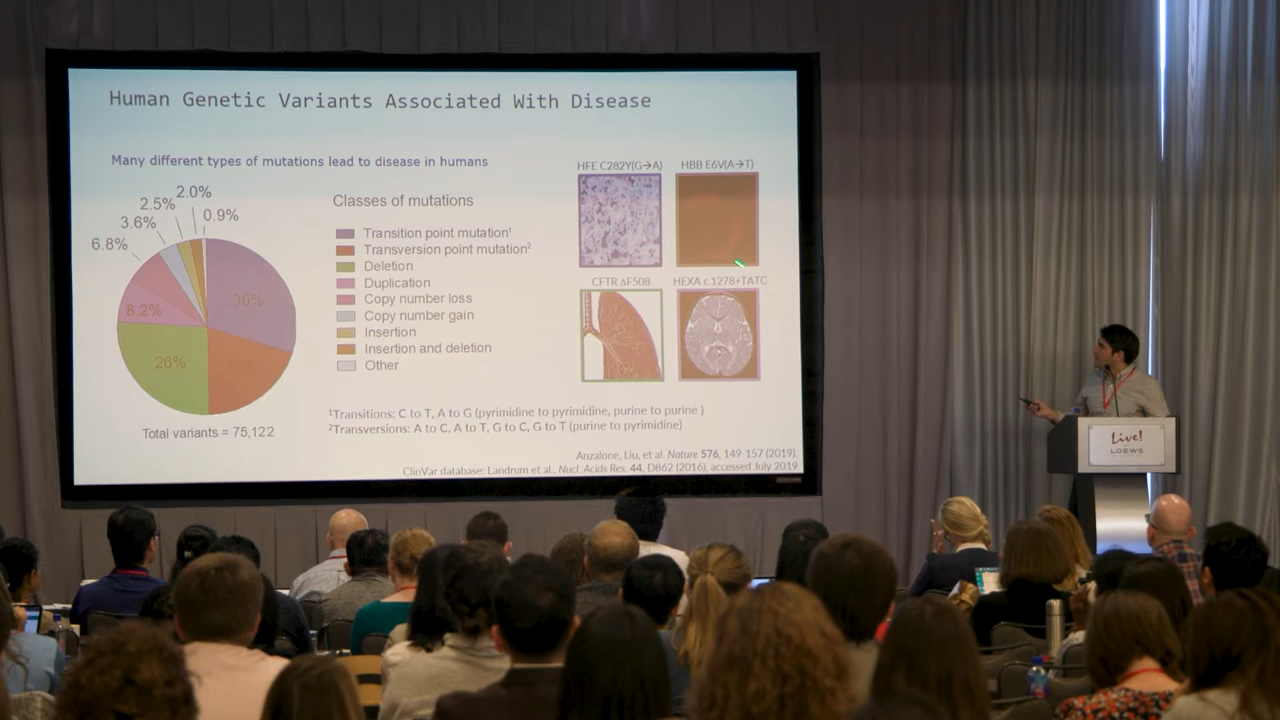 Human Genetic Variants Associated With Disease
Many different types of mutations lead to disease in humans
2.0%
2.5%
0.9%
3.6%
6.8%
8.2%
30%
26%
Total variants = 75,122
Classes of mutations
Transition point mutation¹
Transversion point mutation²
Deletion
Duplication
Copy number loss
Copy number gain
Insertion
Insertion and deletion
Other
HFE C282Y(G→A)
HBB E6V(A→T)
CFTR ΔF508
HEXA c.1278+TATC
¹Transitions: C to T, A to G (pyrimidine to pyrimidine, purine to purine )
²Transversions: A to C, A to T, G to C, G to T (purine to pyrimidine)
Anzalone, Liu, et al. Nature 576, 149-157 (2019).
ClinVar database: Landrum et al., Nucl. Acids Res. 44, D862 (2016), accessed July 2019
Live!
LOEWS